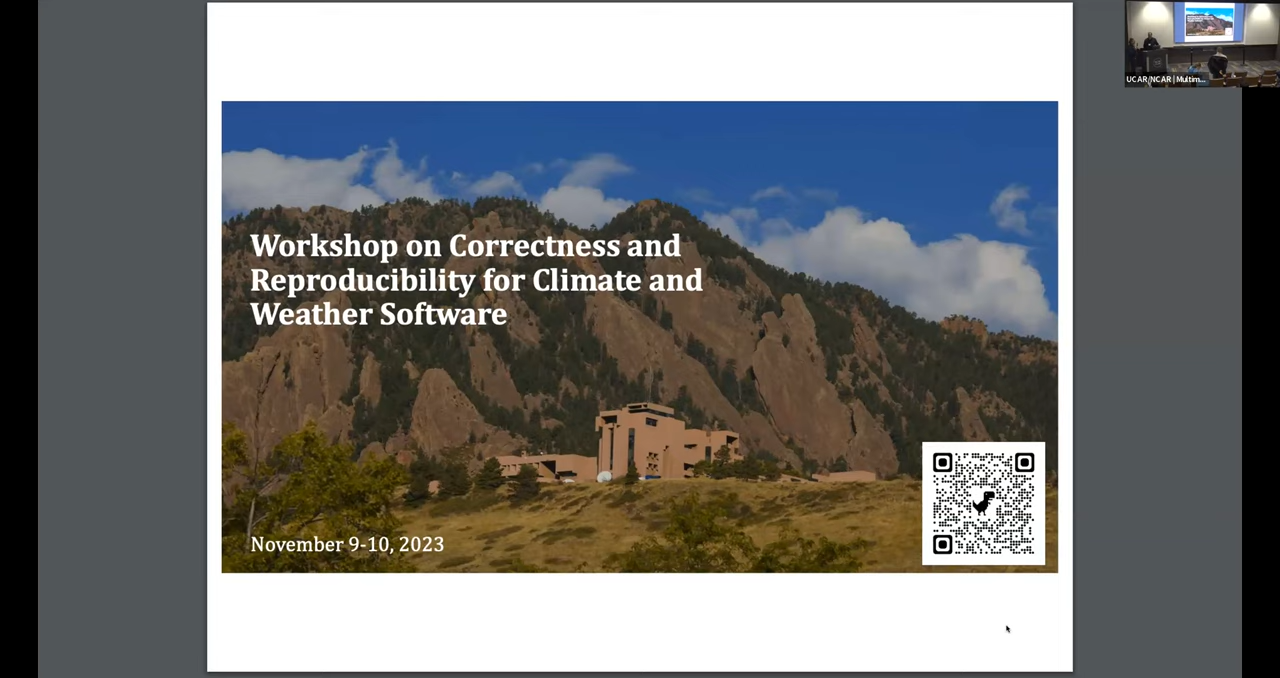 Workshop on Correctness and
Reproducibility for Climate and
Weather Software
November 9-10, 2023
UCAR/NCAR | Multim...